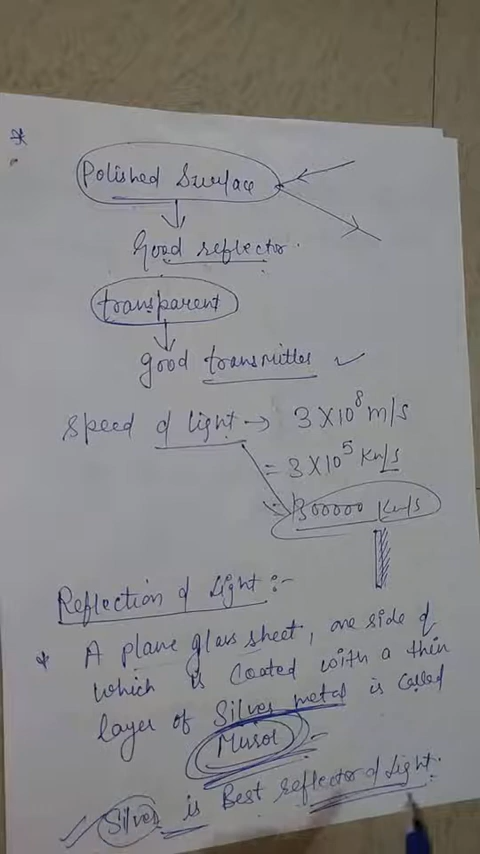 *
Polished Surface
Good reflector.
transparent
good transmitter ✓
Speed of light → 3×10⁸ m/s
= 3×10⁵ Km/s
= 300000 Km/s
Reflection of light :-
* A plane glass sheet, one side of
which is Coated with a thin
layer of Silver metal is called
Mirror
✓ Silver is Best reflector of light.